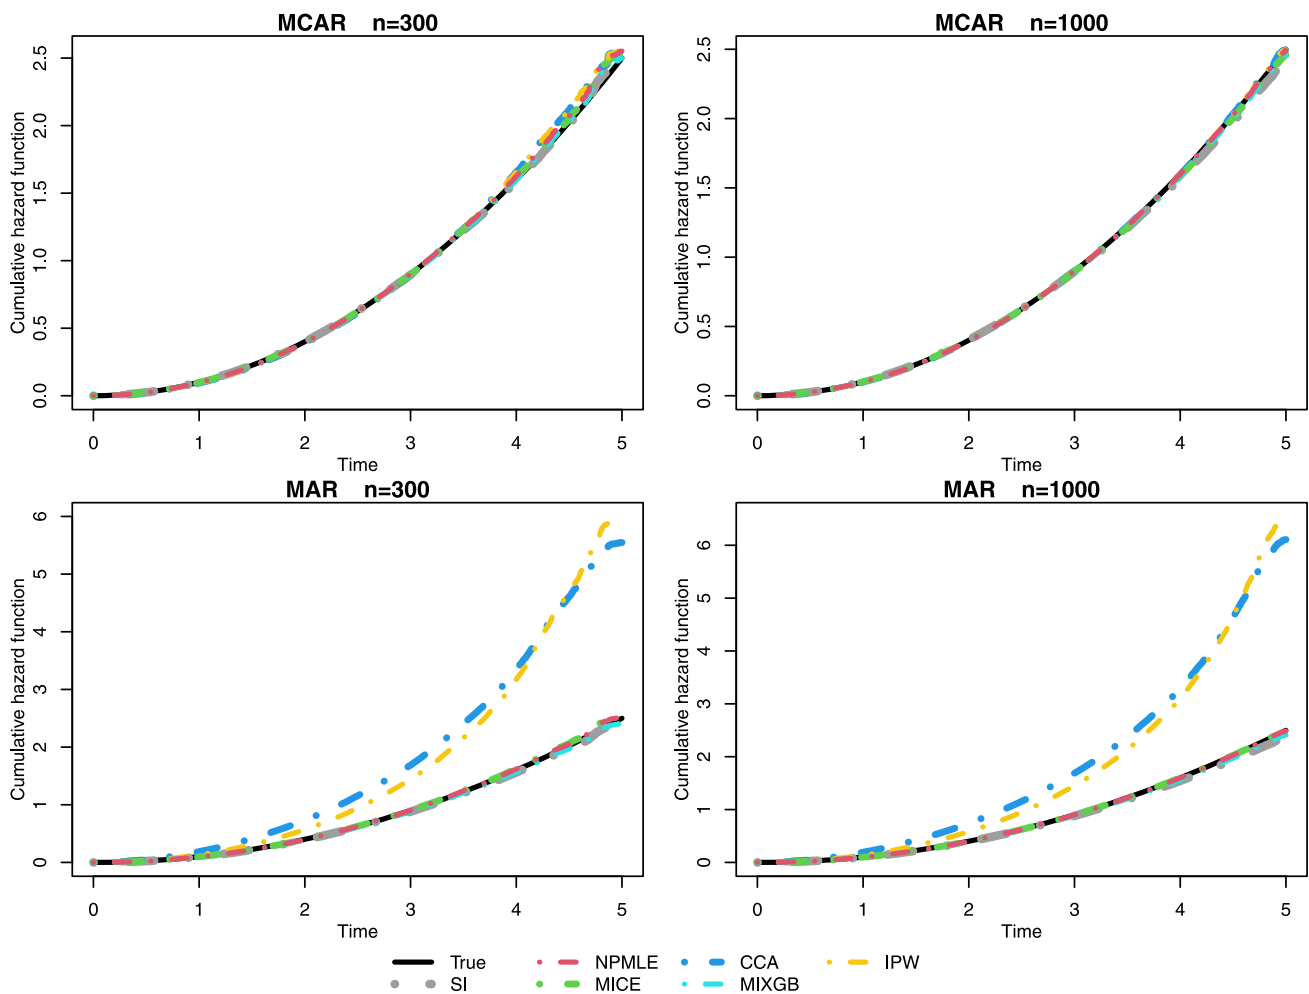 MCAR n=300
Cumulative hazard function
0.0 0.5 1.0 1.5 2.0 2.5
0 1 2 3 4 5
Time
MCAR n=1000
Cumulative hazard function
0.0 0.5 1.0 1.5 2.0 2.5
0 1 2 3 4 5
Time
MAR n=300
Cumulative hazard function
0 1 2 3 4 5 6
0 1 2 3 4 5
Time
MAR n=1000
Cumulative hazard function
0 1 2 3 4 5 6
0 1 2 3 4 5
Time
True NPMLE CCA IPW
SI MICE MIXGB